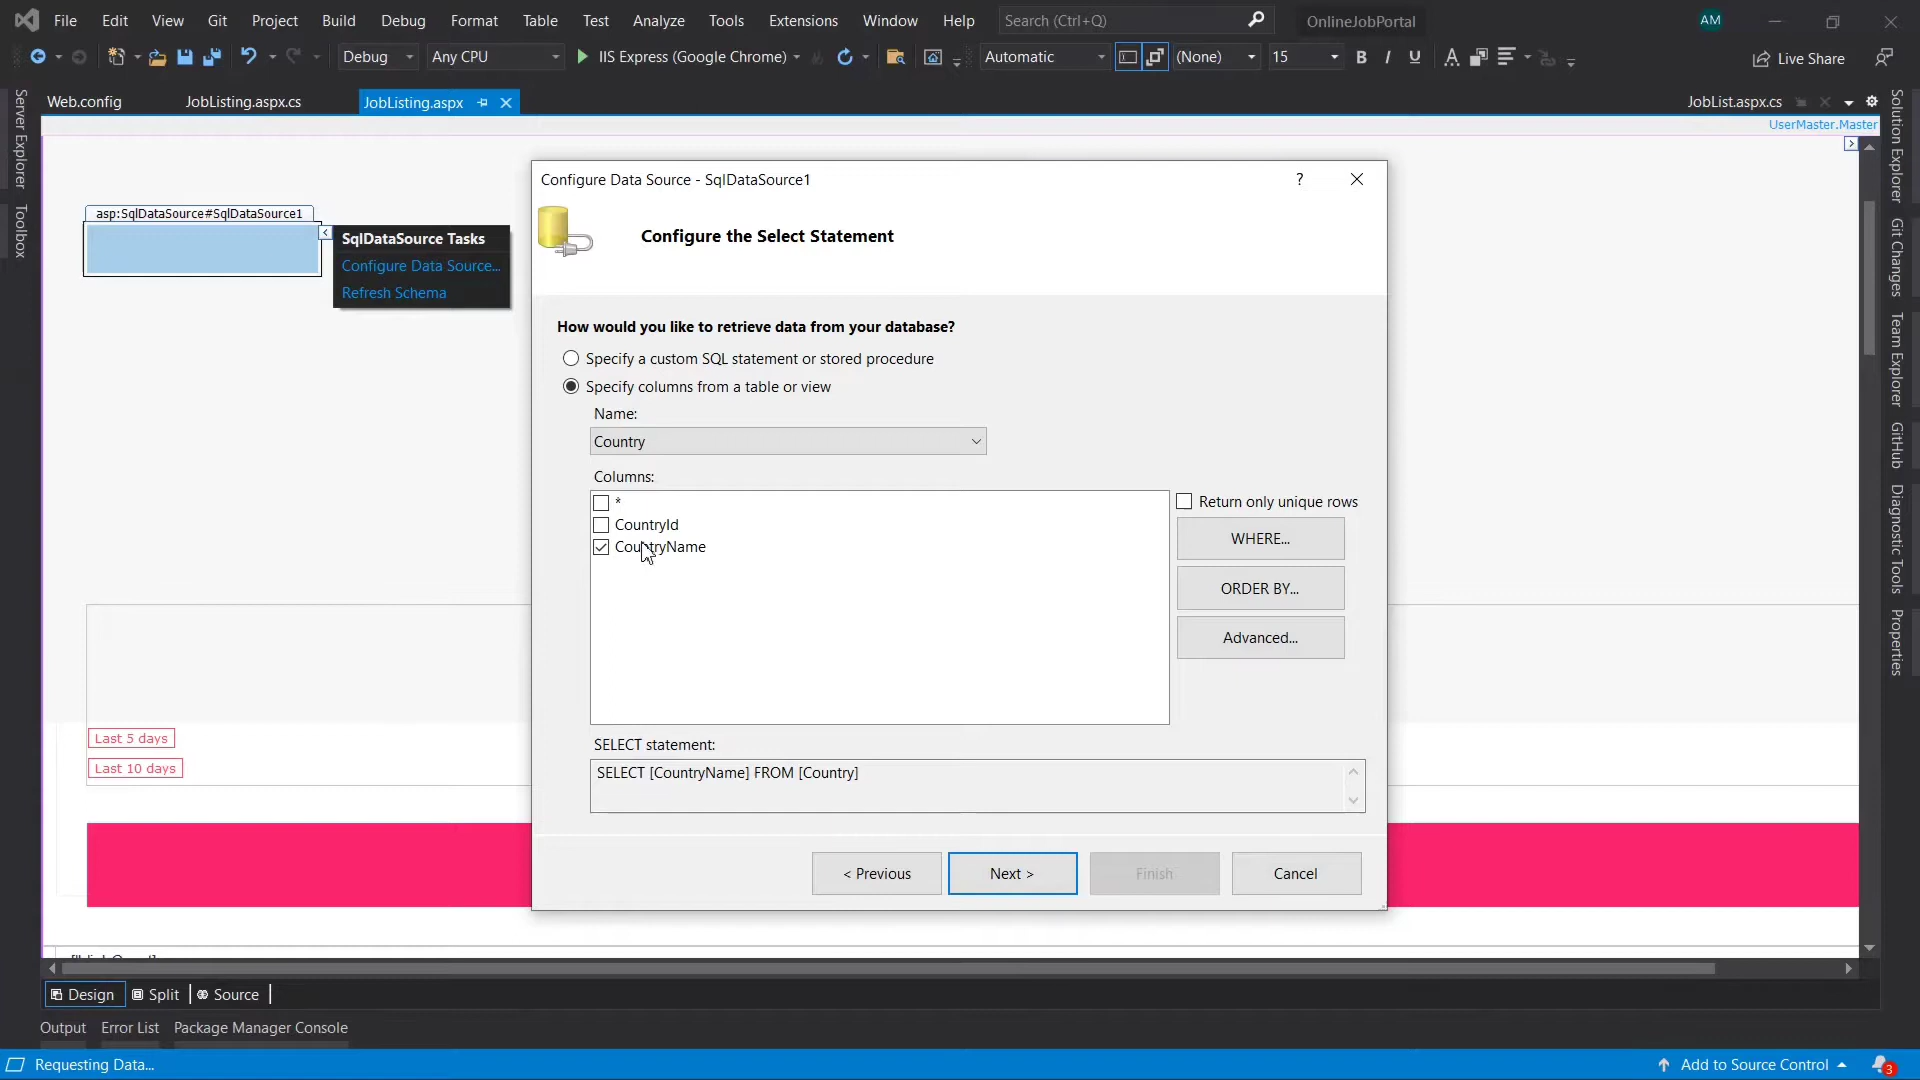 File Edit View Git Project Build Debug Format Table Test Analyze Tools Extensions Window Help Search (Ctrl+Q) OnlineJobPortal AM
Debug Any CPU IIS Express (Google Chrome) Automatic (None) 15 B I U A Live Share
Web.config JobListing.aspx.cs JobListing.aspx JobList.aspx.cs
UserMaster.Master
Server Explorer
Toolbox
asp:SqlDataSource#SqlDataSource1
SqlDataSource Tasks
Configure Data Source...
Refresh Schema
Last 5 days
Last 10 days
Configure Data Source - SqlDataSource1 ?
Configure the Select Statement
How would you like to retrieve data from your database?
Specify a custom SQL statement or stored procedure
Specify columns from a table or view
Name:
Country
Columns:
*
CountryId
CountryName
Return only unique rows
WHERE...
ORDER BY...
Advanced...
SELECT statement:
SELECT [CountryName] FROM [Country]
< Previous Next > Finish Cancel
Solution Explorer
Git Changes
Team Explorer
GitHub
Diagnostic Tools
Properties
Design Split Source
Output Error List Package Manager Console
Requesting Data... Add to Source Control 3